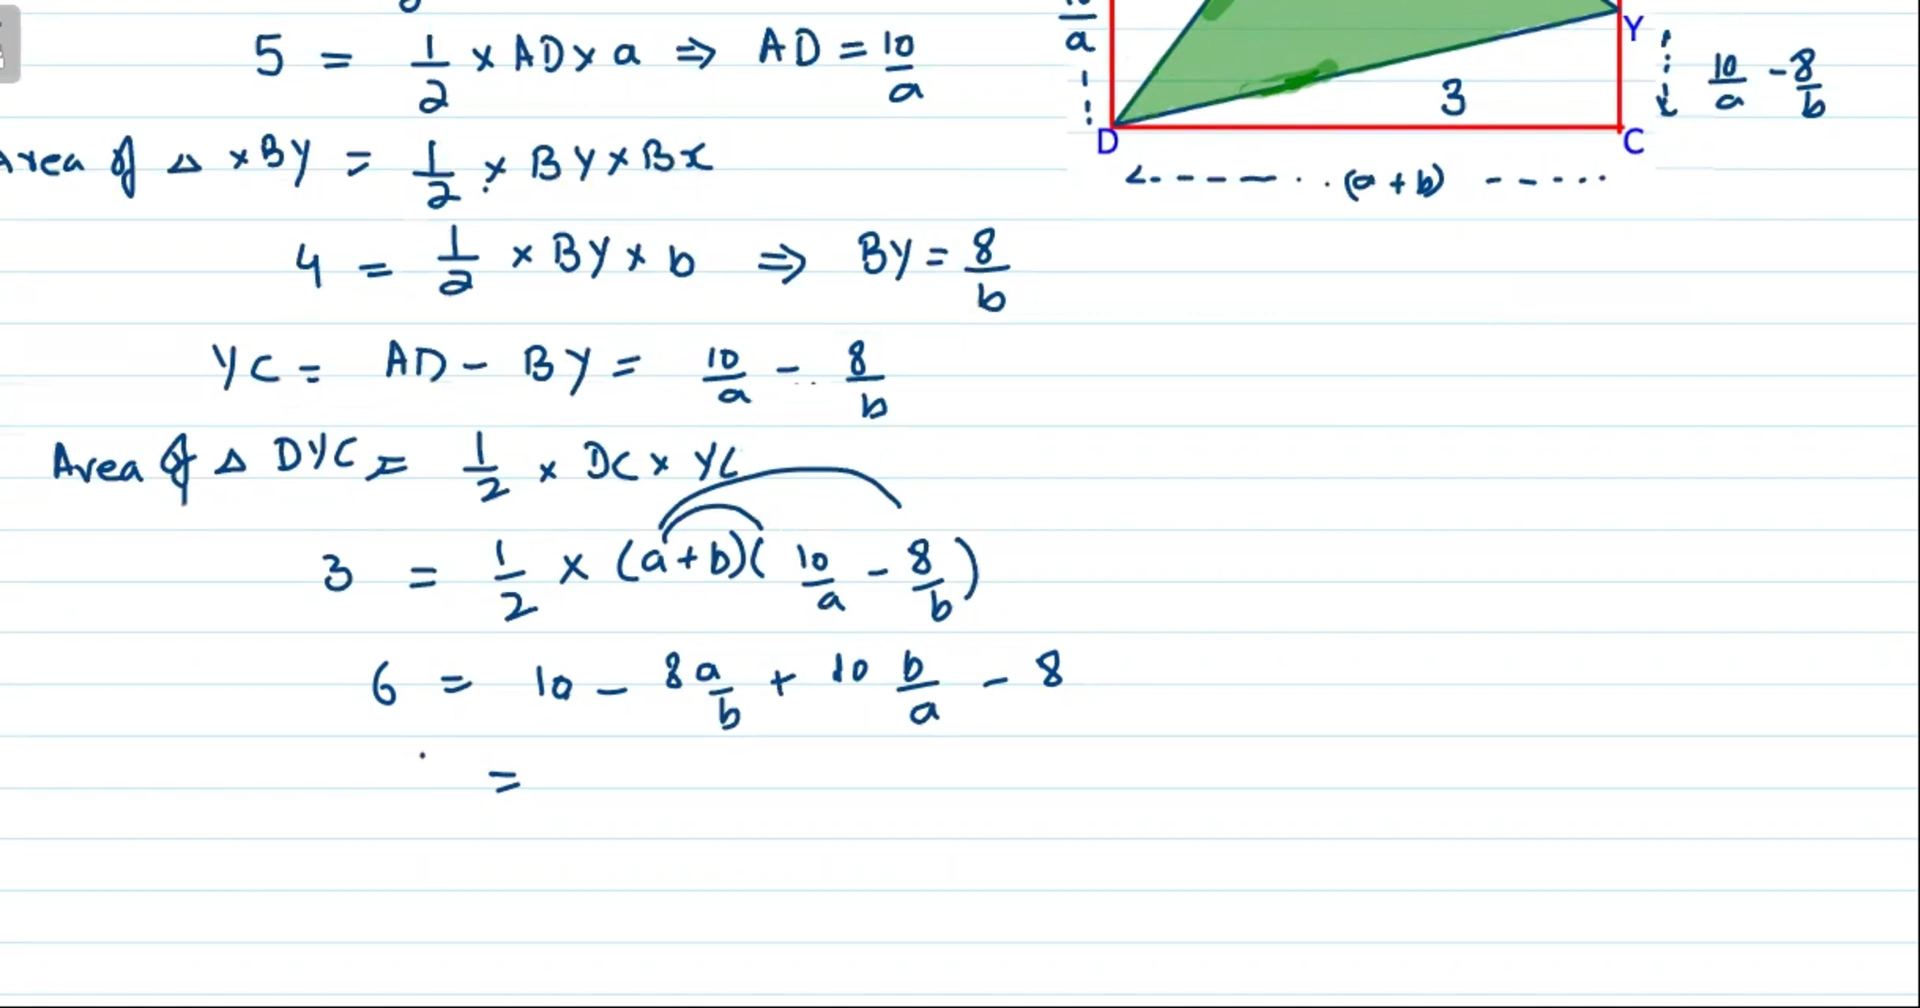 5 = 1/2 × AD × a ⇒ AD = 10/a
Area of △ XBY = 1/2 × BY × Bx
4 = 1/2 × BY × b ⇒ BY = 8/b
YC = AD - BY = 10/a - 8/b
Area of △ DYC = 1/2 × DC × YC
3 = 1/2 × (a+b)(10/a - 8/b)
6 = 10 - 8a/b + 10 b/a - 8
=
a
Y
10/a - 8/b
3
D
C
(a+b)